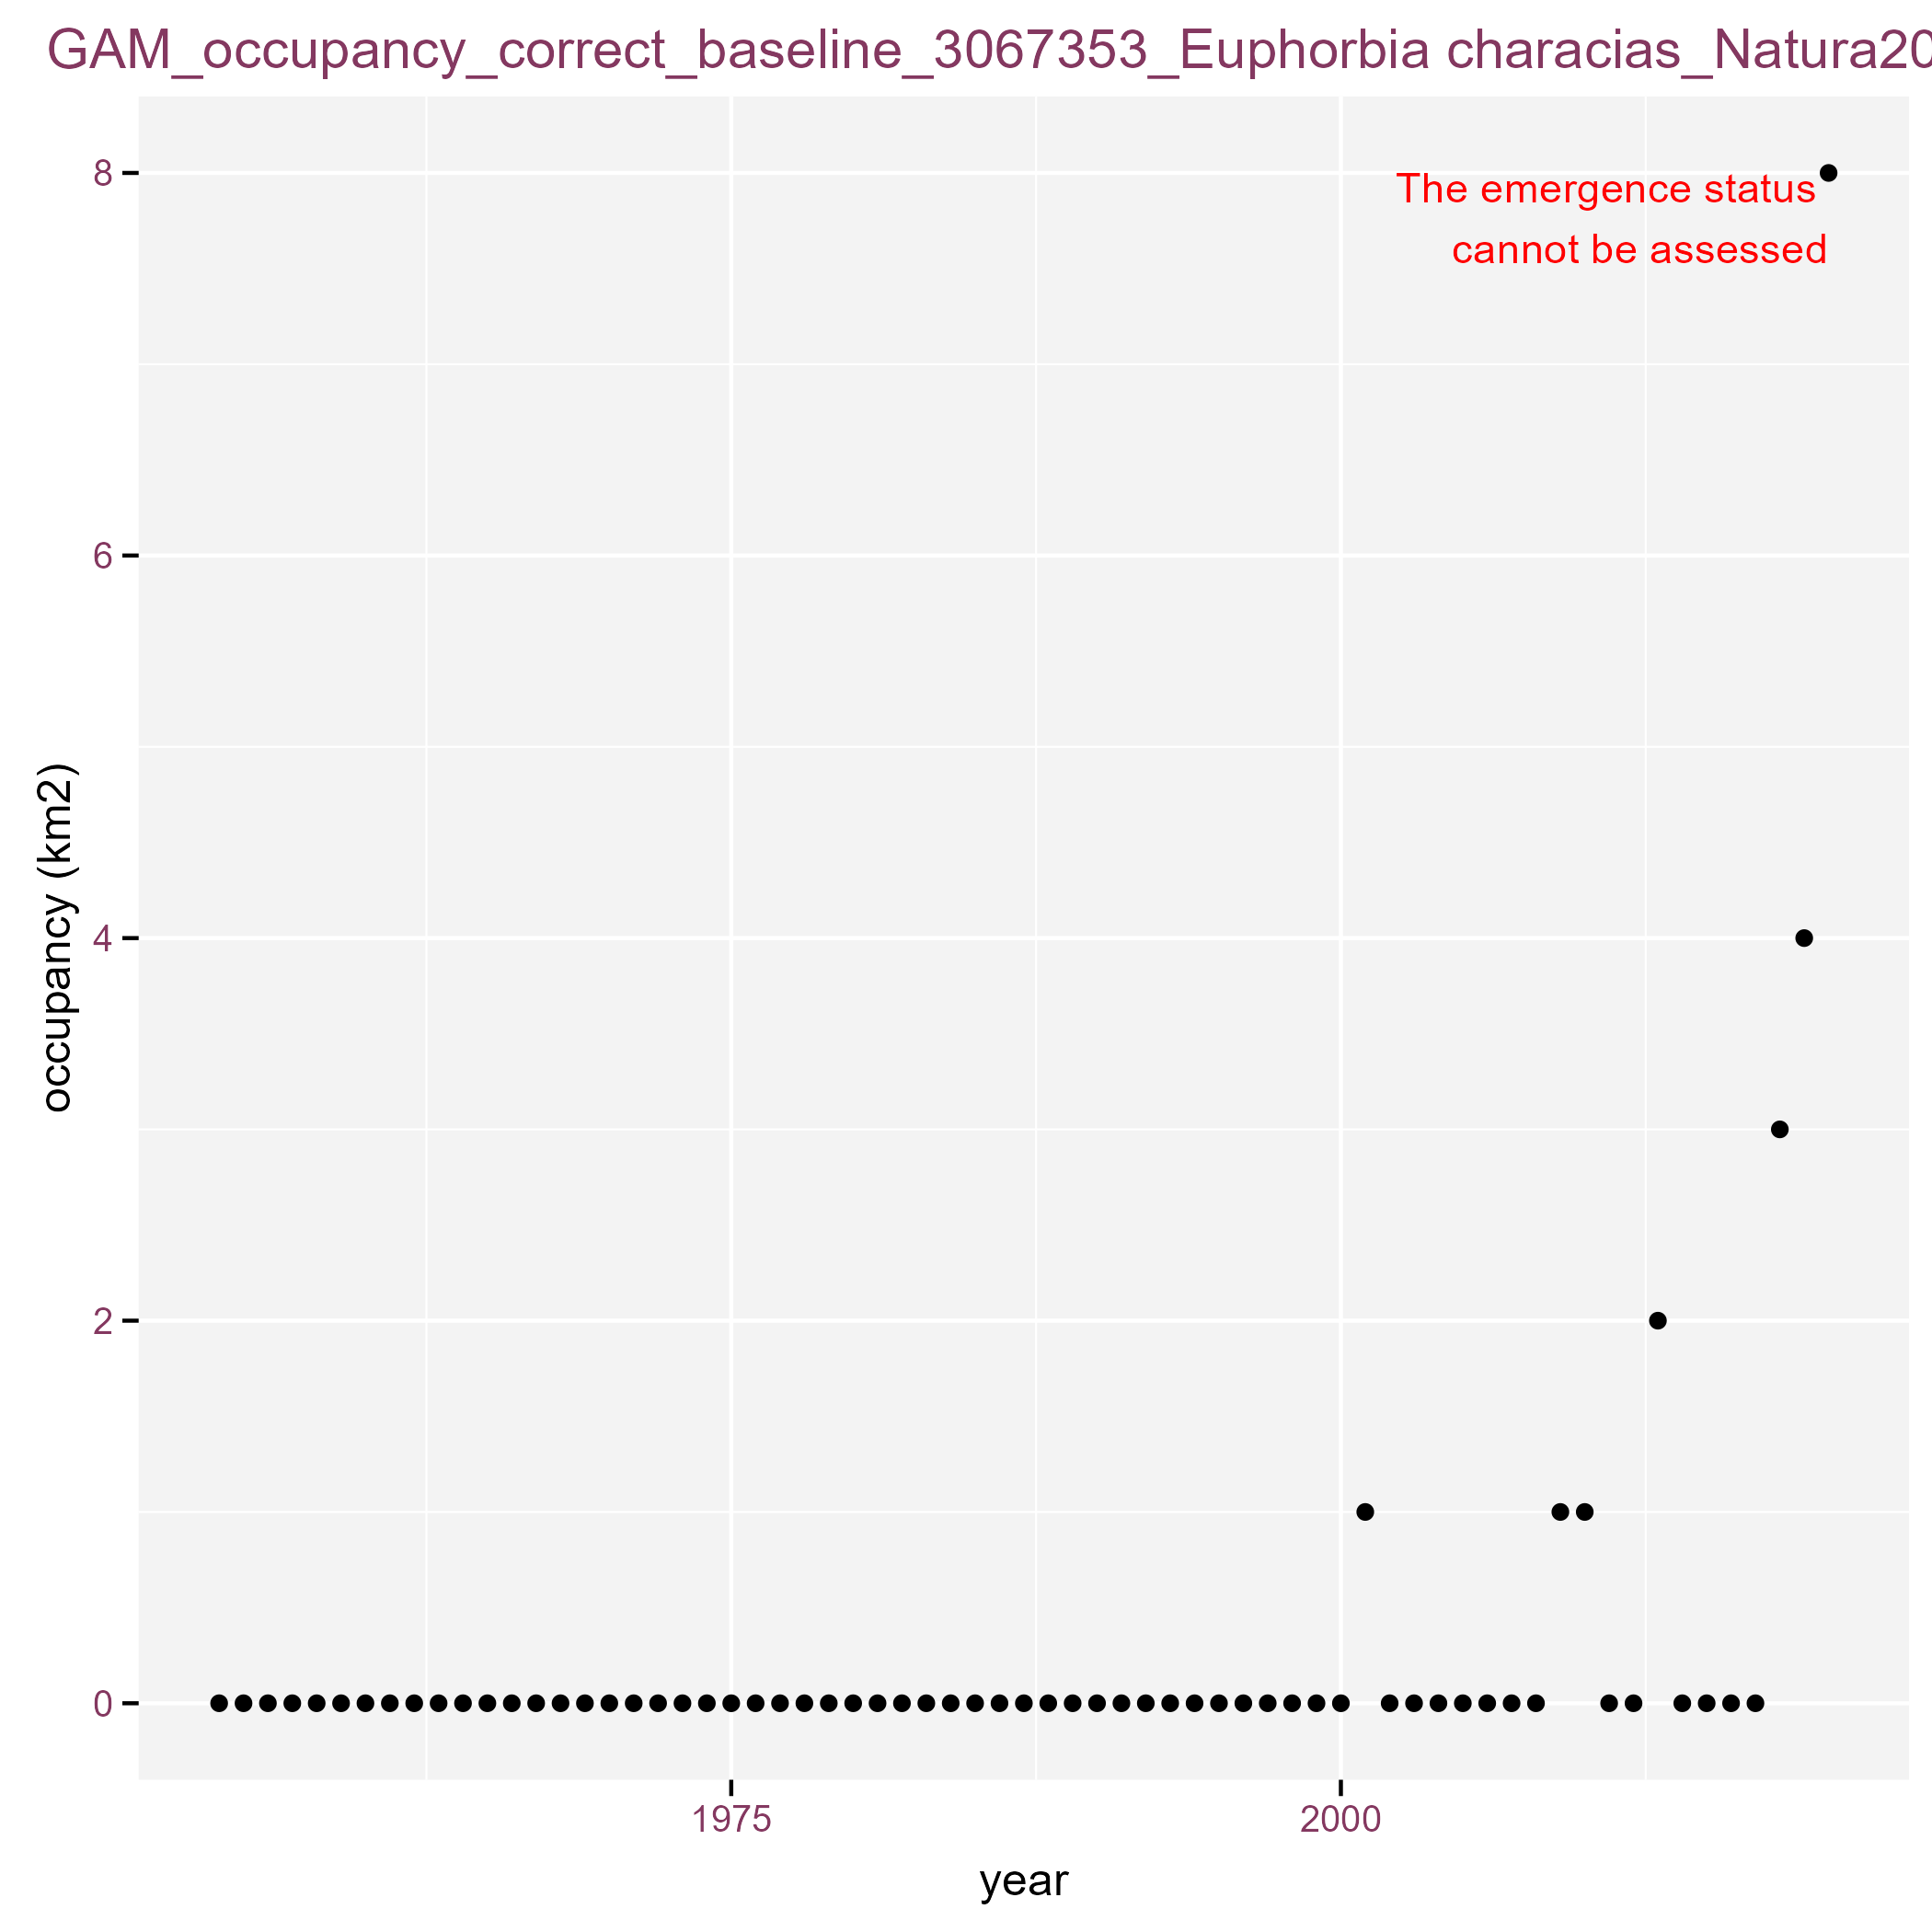 GAM_occupancy_correct_baseline_3067353_Euphorbia characias_Natura20
The emergence status
cannot be assessed
8
6
4
2
0
occupancy (km2)
1975 2000
year